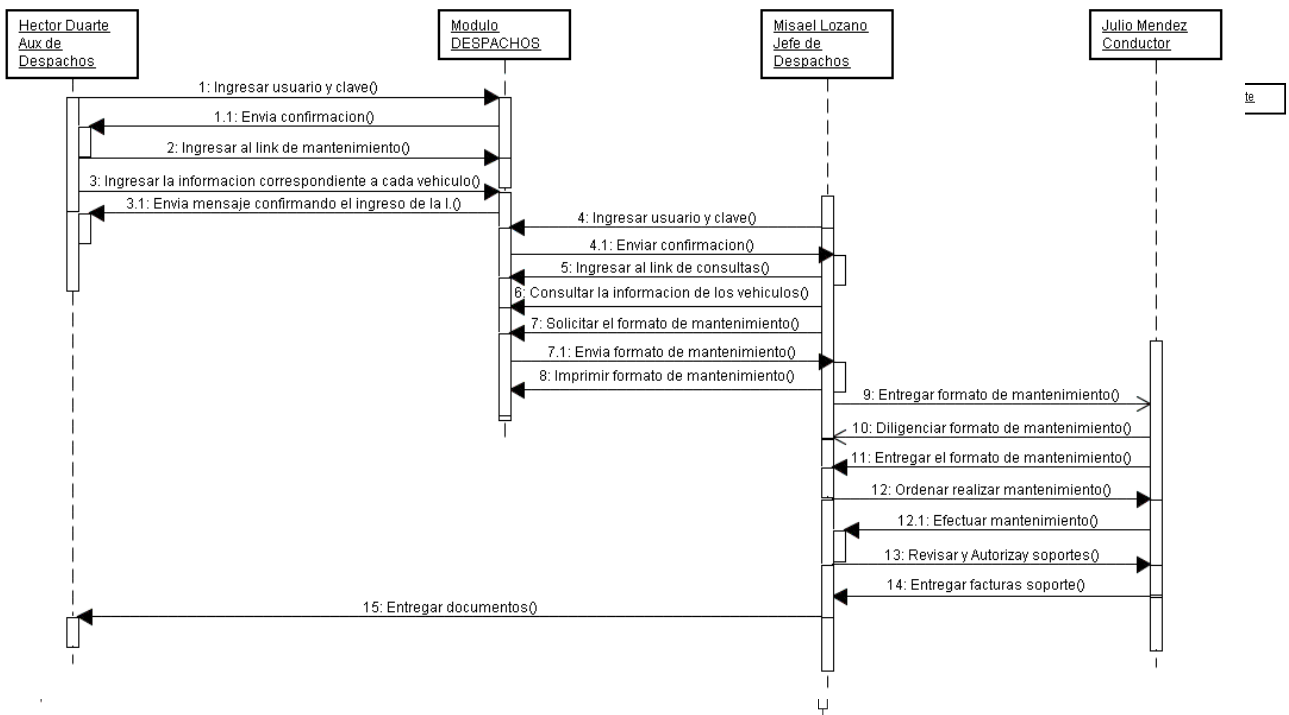 Hector Duarte
Aux de
Despachos
Modulo
DESPACHOS
Misael Lozano
Jefe de
Despachos
Julio Mendez
Conductor
te
1: Ingresar usuario y clave()
1.1: Envia confirmacion()
2: Ingresar al link de mantenimiento()
3: Ingresar la informacion correspondiente a cada vehiculo()
3.1: Envia mensaje confirmando el ingreso de la I.()
4: Ingresar usuario y clave()
4.1: Enviar confirmacion()
5: Ingresar al link de consultas()
6: Consultar la informacion de los vehiculos()
7: Solicitar el formato de mantenimiento()
7.1: Envia formato de mantenimiento()
8: Imprimir formato de mantenimiento()
9: Entregar formato de mantenimiento()
10: Diligenciar formato de mantenimiento()
11: Entregar el formato de mantenimiento()
12: Ordenar realizar mantenimiento()
12.1: Efectuar mantenimiento()
13: Revisar y Autorizay soportes()
14: Entregar facturas soporte()
15: Entregar documentos()